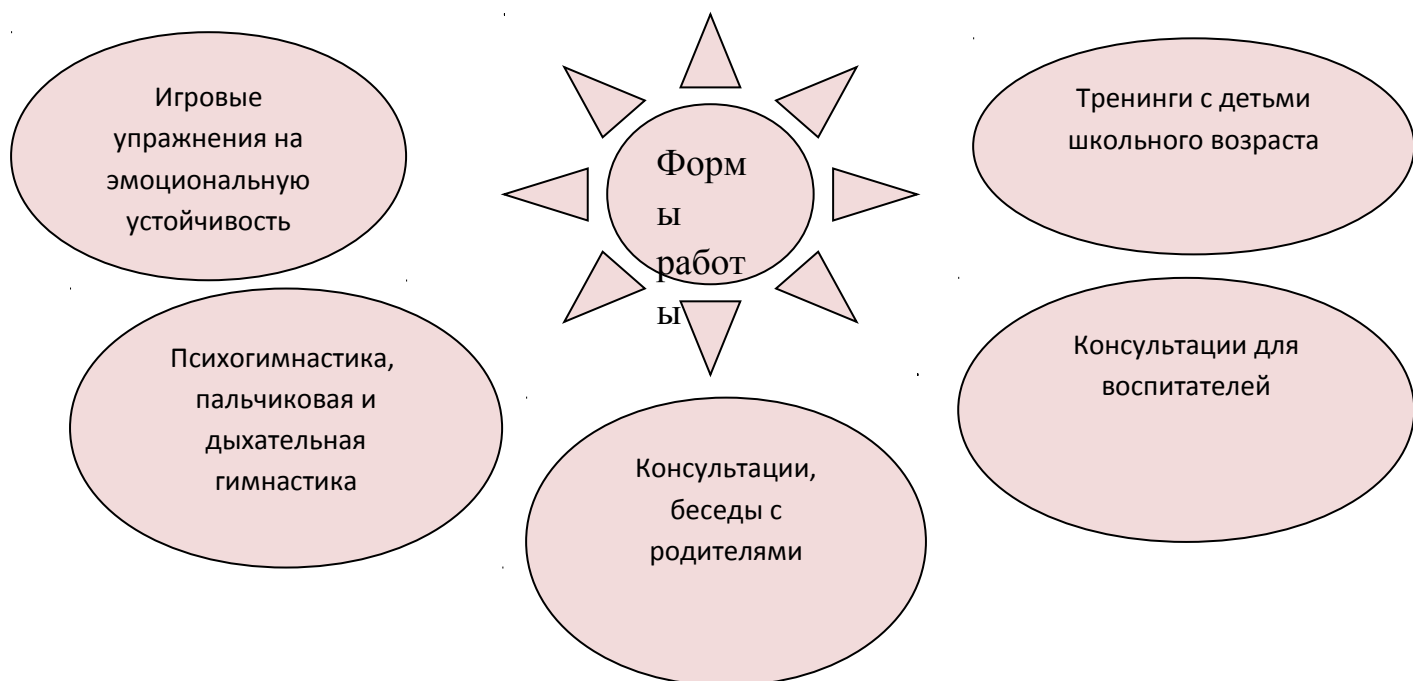 Игровые
упражнения на
эмоциональную
устойчивость
Форм
ы
работ
ы
Тренинги с детьми
школьного возраста
Психогимнастика,
пальчиковая и
дыхательная
гимнастика
Консультации,
беседы с
родителями
Консультации для
воспитателей